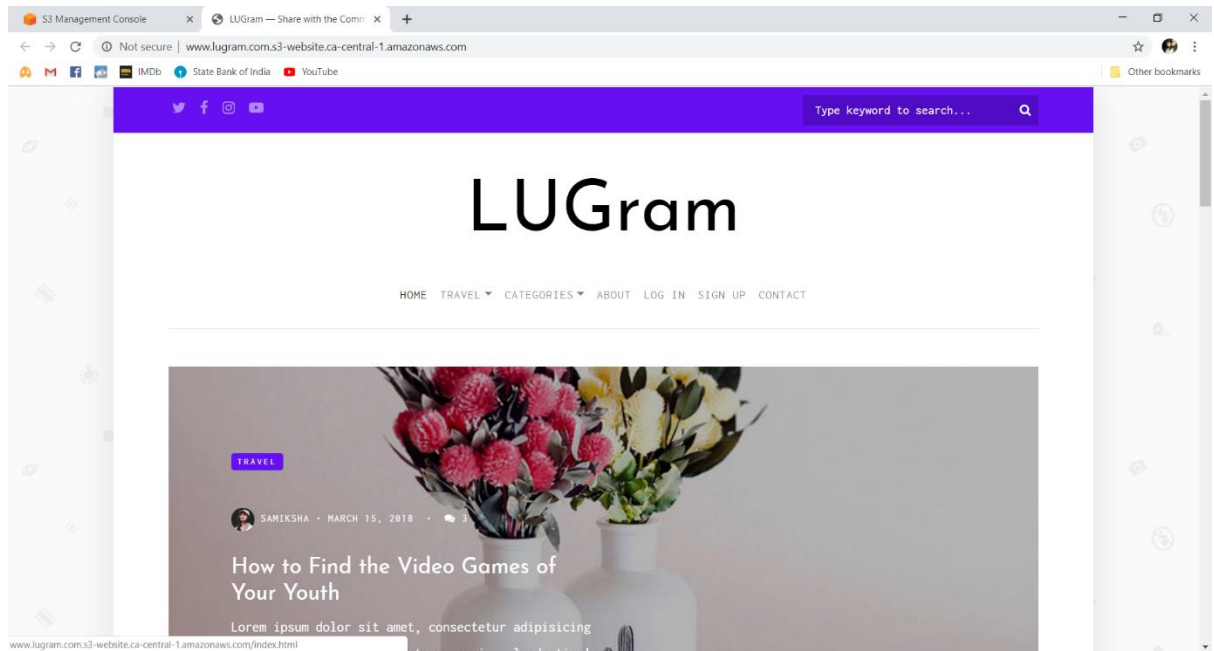 S3 Management Console
LUGram — Share with the Comm
Not secure | www.lugram.com.s3-website.ca-central-1.amazonaws.com
IMDb State Bank of India YouTube Other bookmarks
Type keyword to search...
LUGram
HOME TRAVEL CATEGORIES ABOUT LOG IN SIGN UP CONTACT
TRAVEL
SAMIKSHA · MARCH 15, 2018 · 3
How to Find the Video Games of
Your Youth
Lorem ipsum dolor sit amet, consectetur adipisicing
www.lugram.com.s3-website.ca-central-1.amazonaws.com/index.html